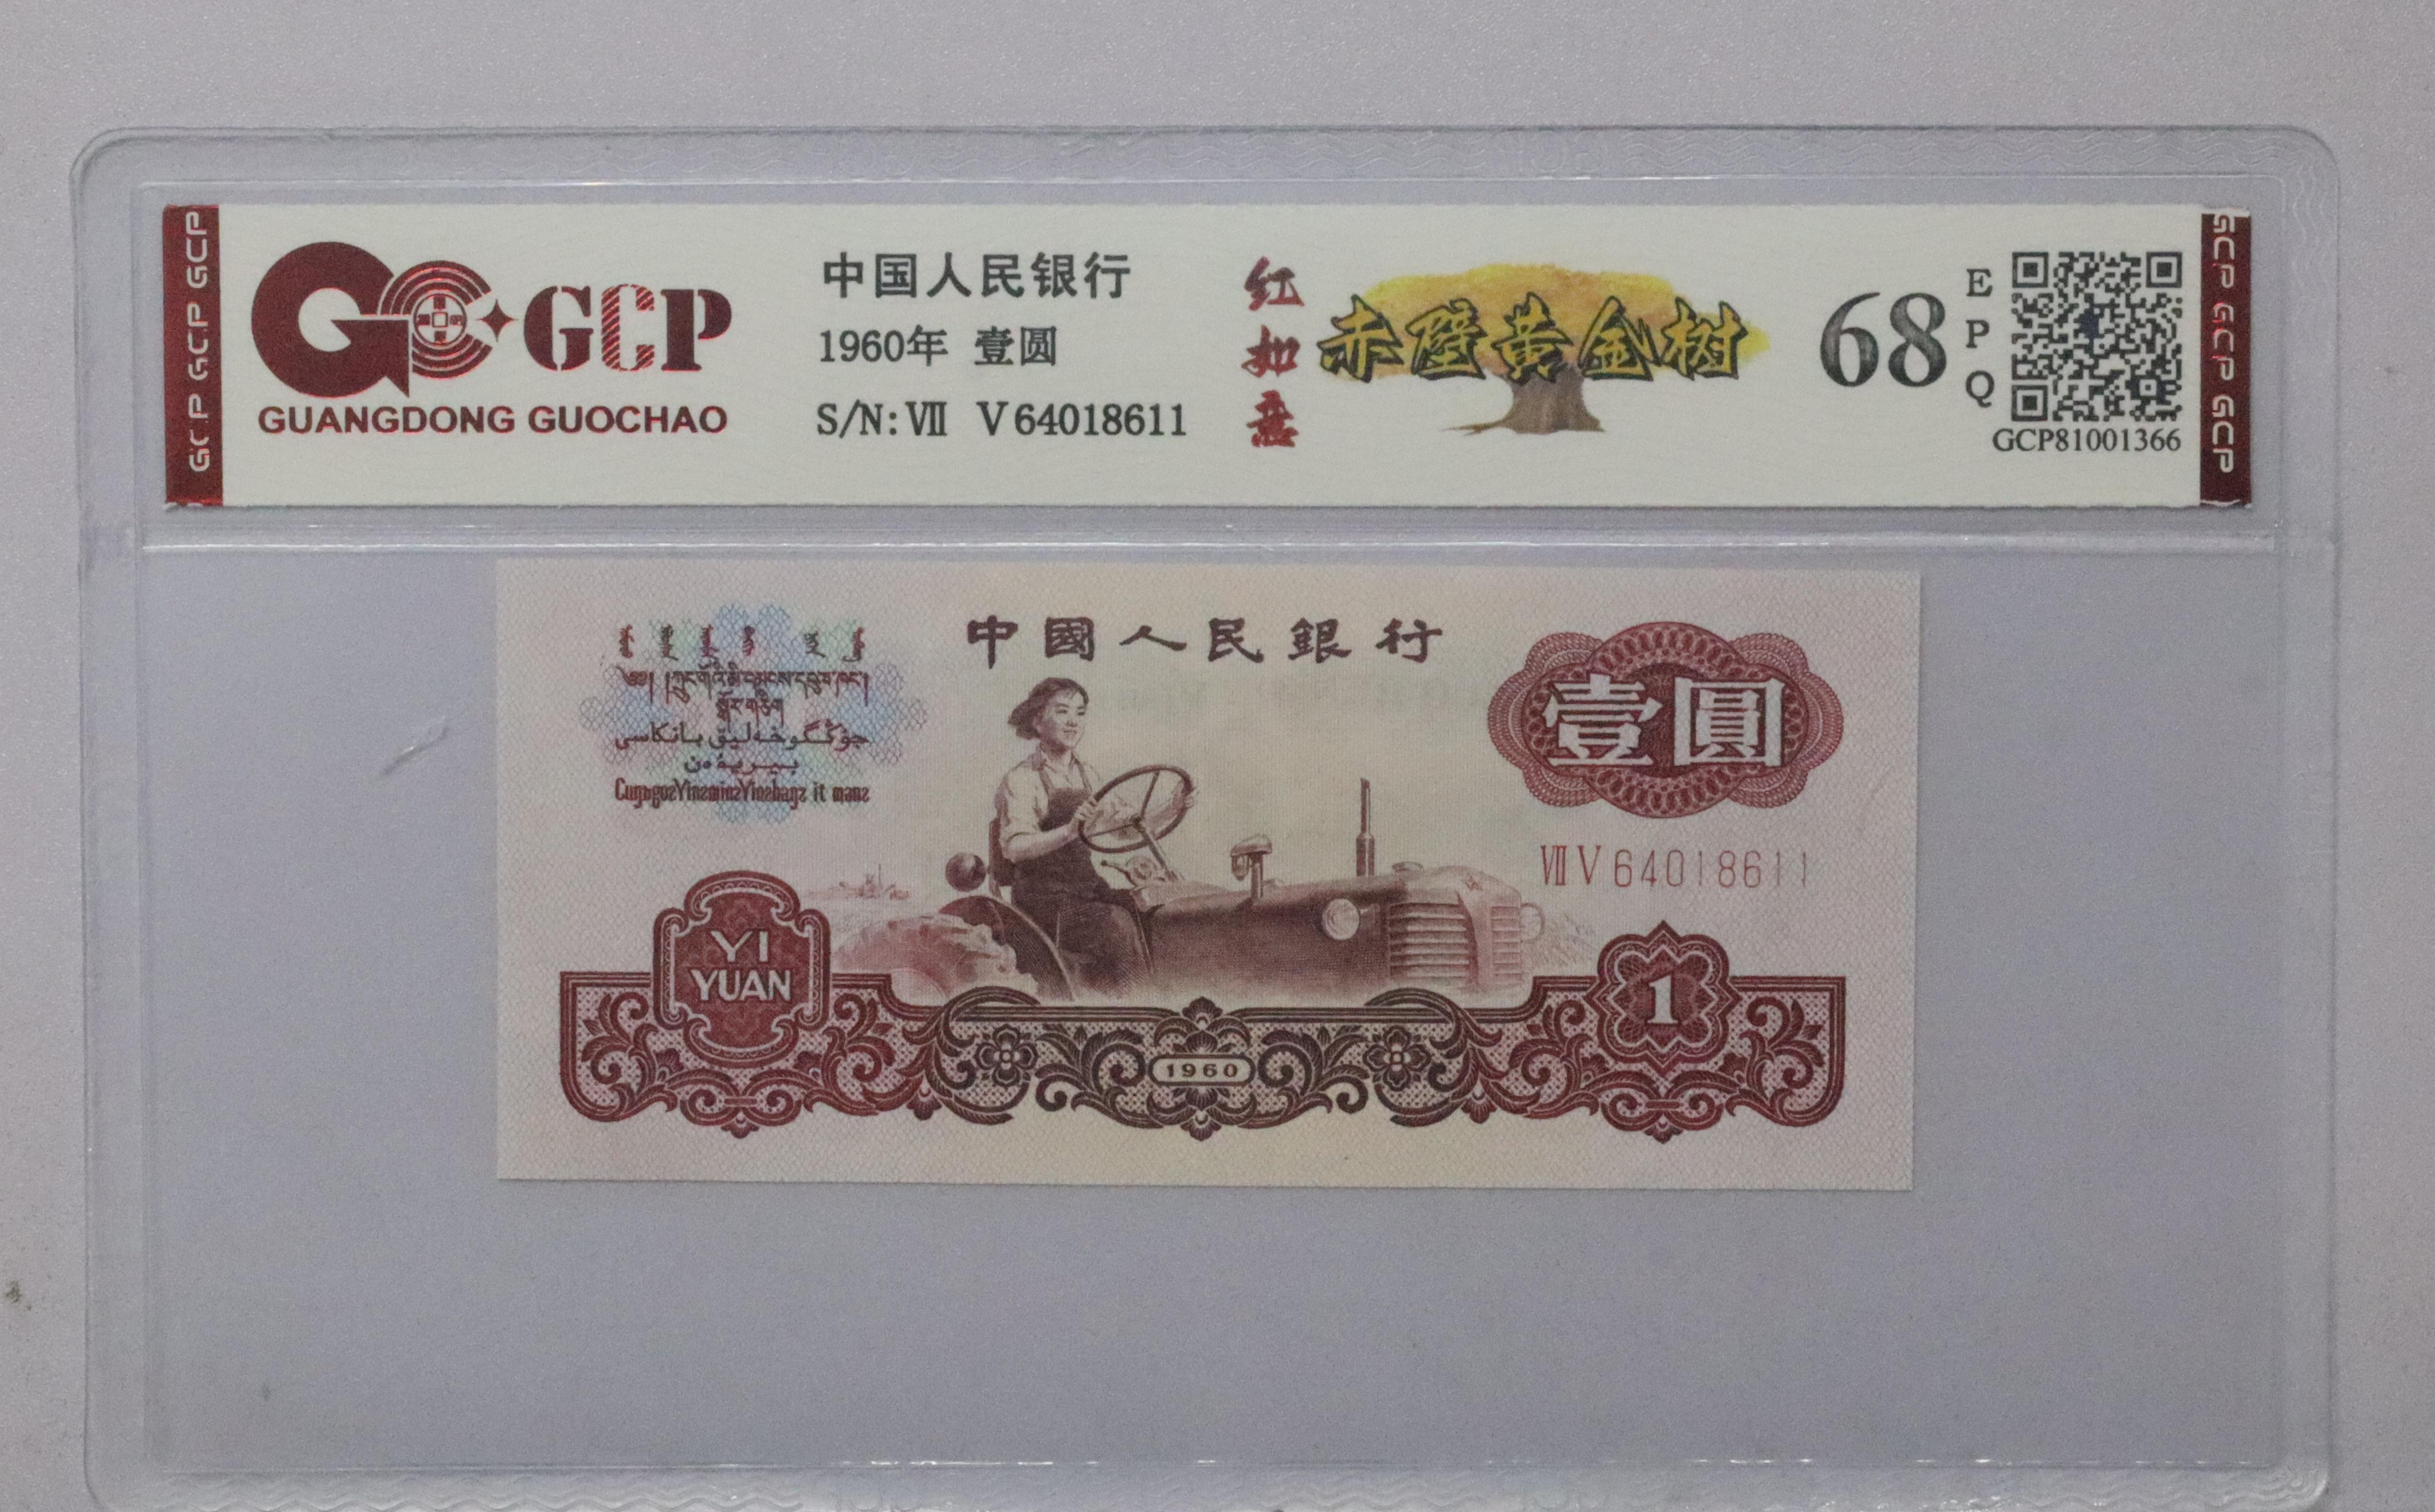 GCP GCP GCP
GCP
GUANGDONG GUOCHAO
中国人民银行
1960年 壹圆
S/N:Ⅶ V64018611
红如意
赤壁黄金树
68
EPQ
GCP81001366
GCP GCP GCP
中國人民銀行
壹圓
ⅦV64018611
YI
YUAN
1
1960